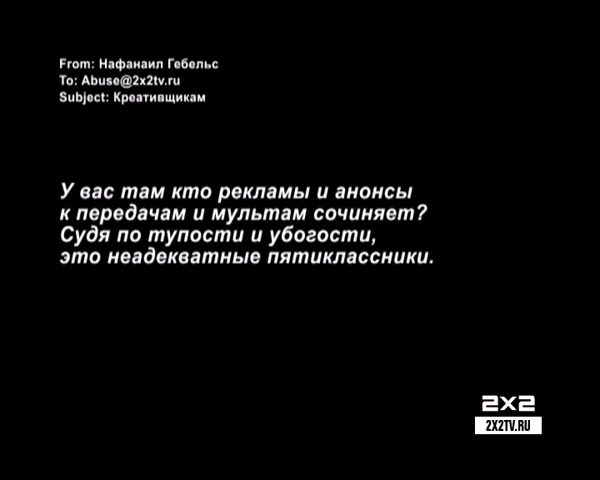 From: Нафанаил Гебельс
To: Abuse@2x2tv.ru
Subject: Креативщикам
У вас там кто рекламы и анонсы
к передачам и мультам сочиняет?
Судя по тупости и убогости,
это неадекватные пятиклассники.
2x2
2X2TV.RU